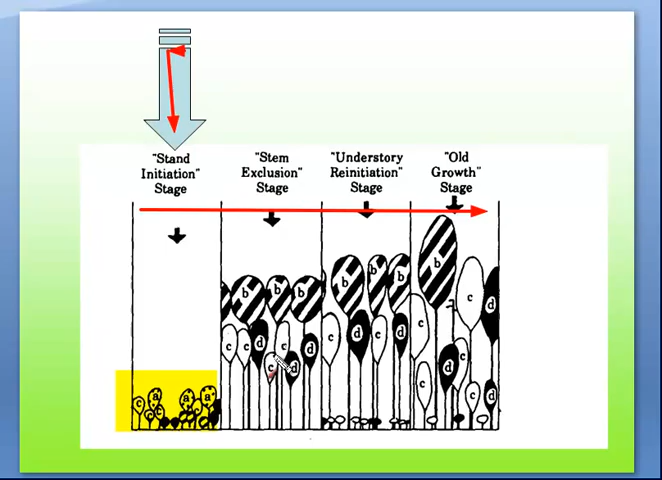 "Stand
Initiation"
Stage
"Stem
Exclusion"
Stage
"Understory
Reinitiation"
Stage
"Old
Growth"
Stage
b
b
b
b
b
b
b
c
d
c
c
d
c
d
c
d
c
d
c
d
c
d
c
c
d
c
d
c
a
c
a
c
a